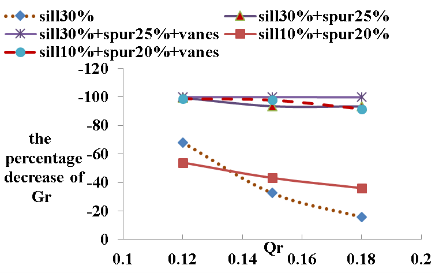 sill30%
sill30%+spur25%
sill30%+spur25%+vanes
sill10%+spur20%
sill10%+spur20%+vanes
-120
-100
-80
-60
-40
-20
0
the
percentage
decrease of
Gr
Qr
0.1
0.12
0.14
0.16
0.18
0.2